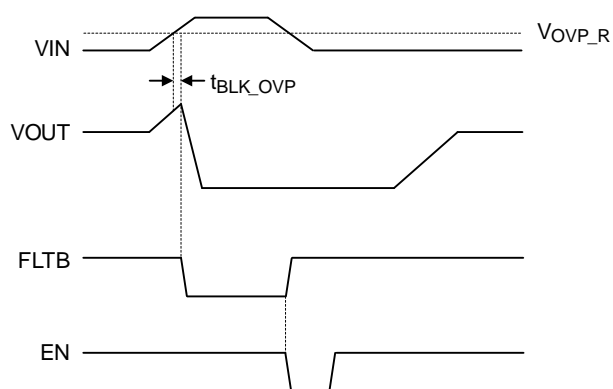 VIN
VOVP_R
tBLK_OVP
VOUT
FLTB
EN